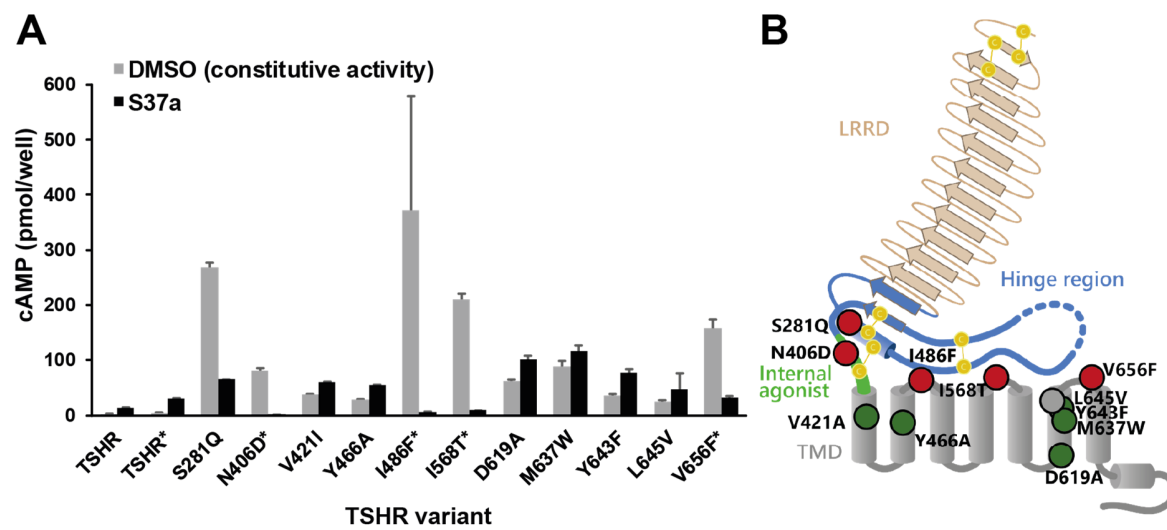 A
DMSO (constitutive activity)
S37a
cAMP (pmol/well)
600
500
400
300
200
100
0
TSHR
TSHR*
S281Q
N406D*
V421I
Y466A
I486F*
I568T*
D619A
M637W
Y643F
L645V
V656F*
TSHR variant
B
C
C
C
C
LRRD
Hinge region
S281Q
C
C
C
C
C
C
N406D
I486F
Internal
agonist
I568T
V656F
L645V
Y643F
M637W
V421A
Y466A
TMD
D619A